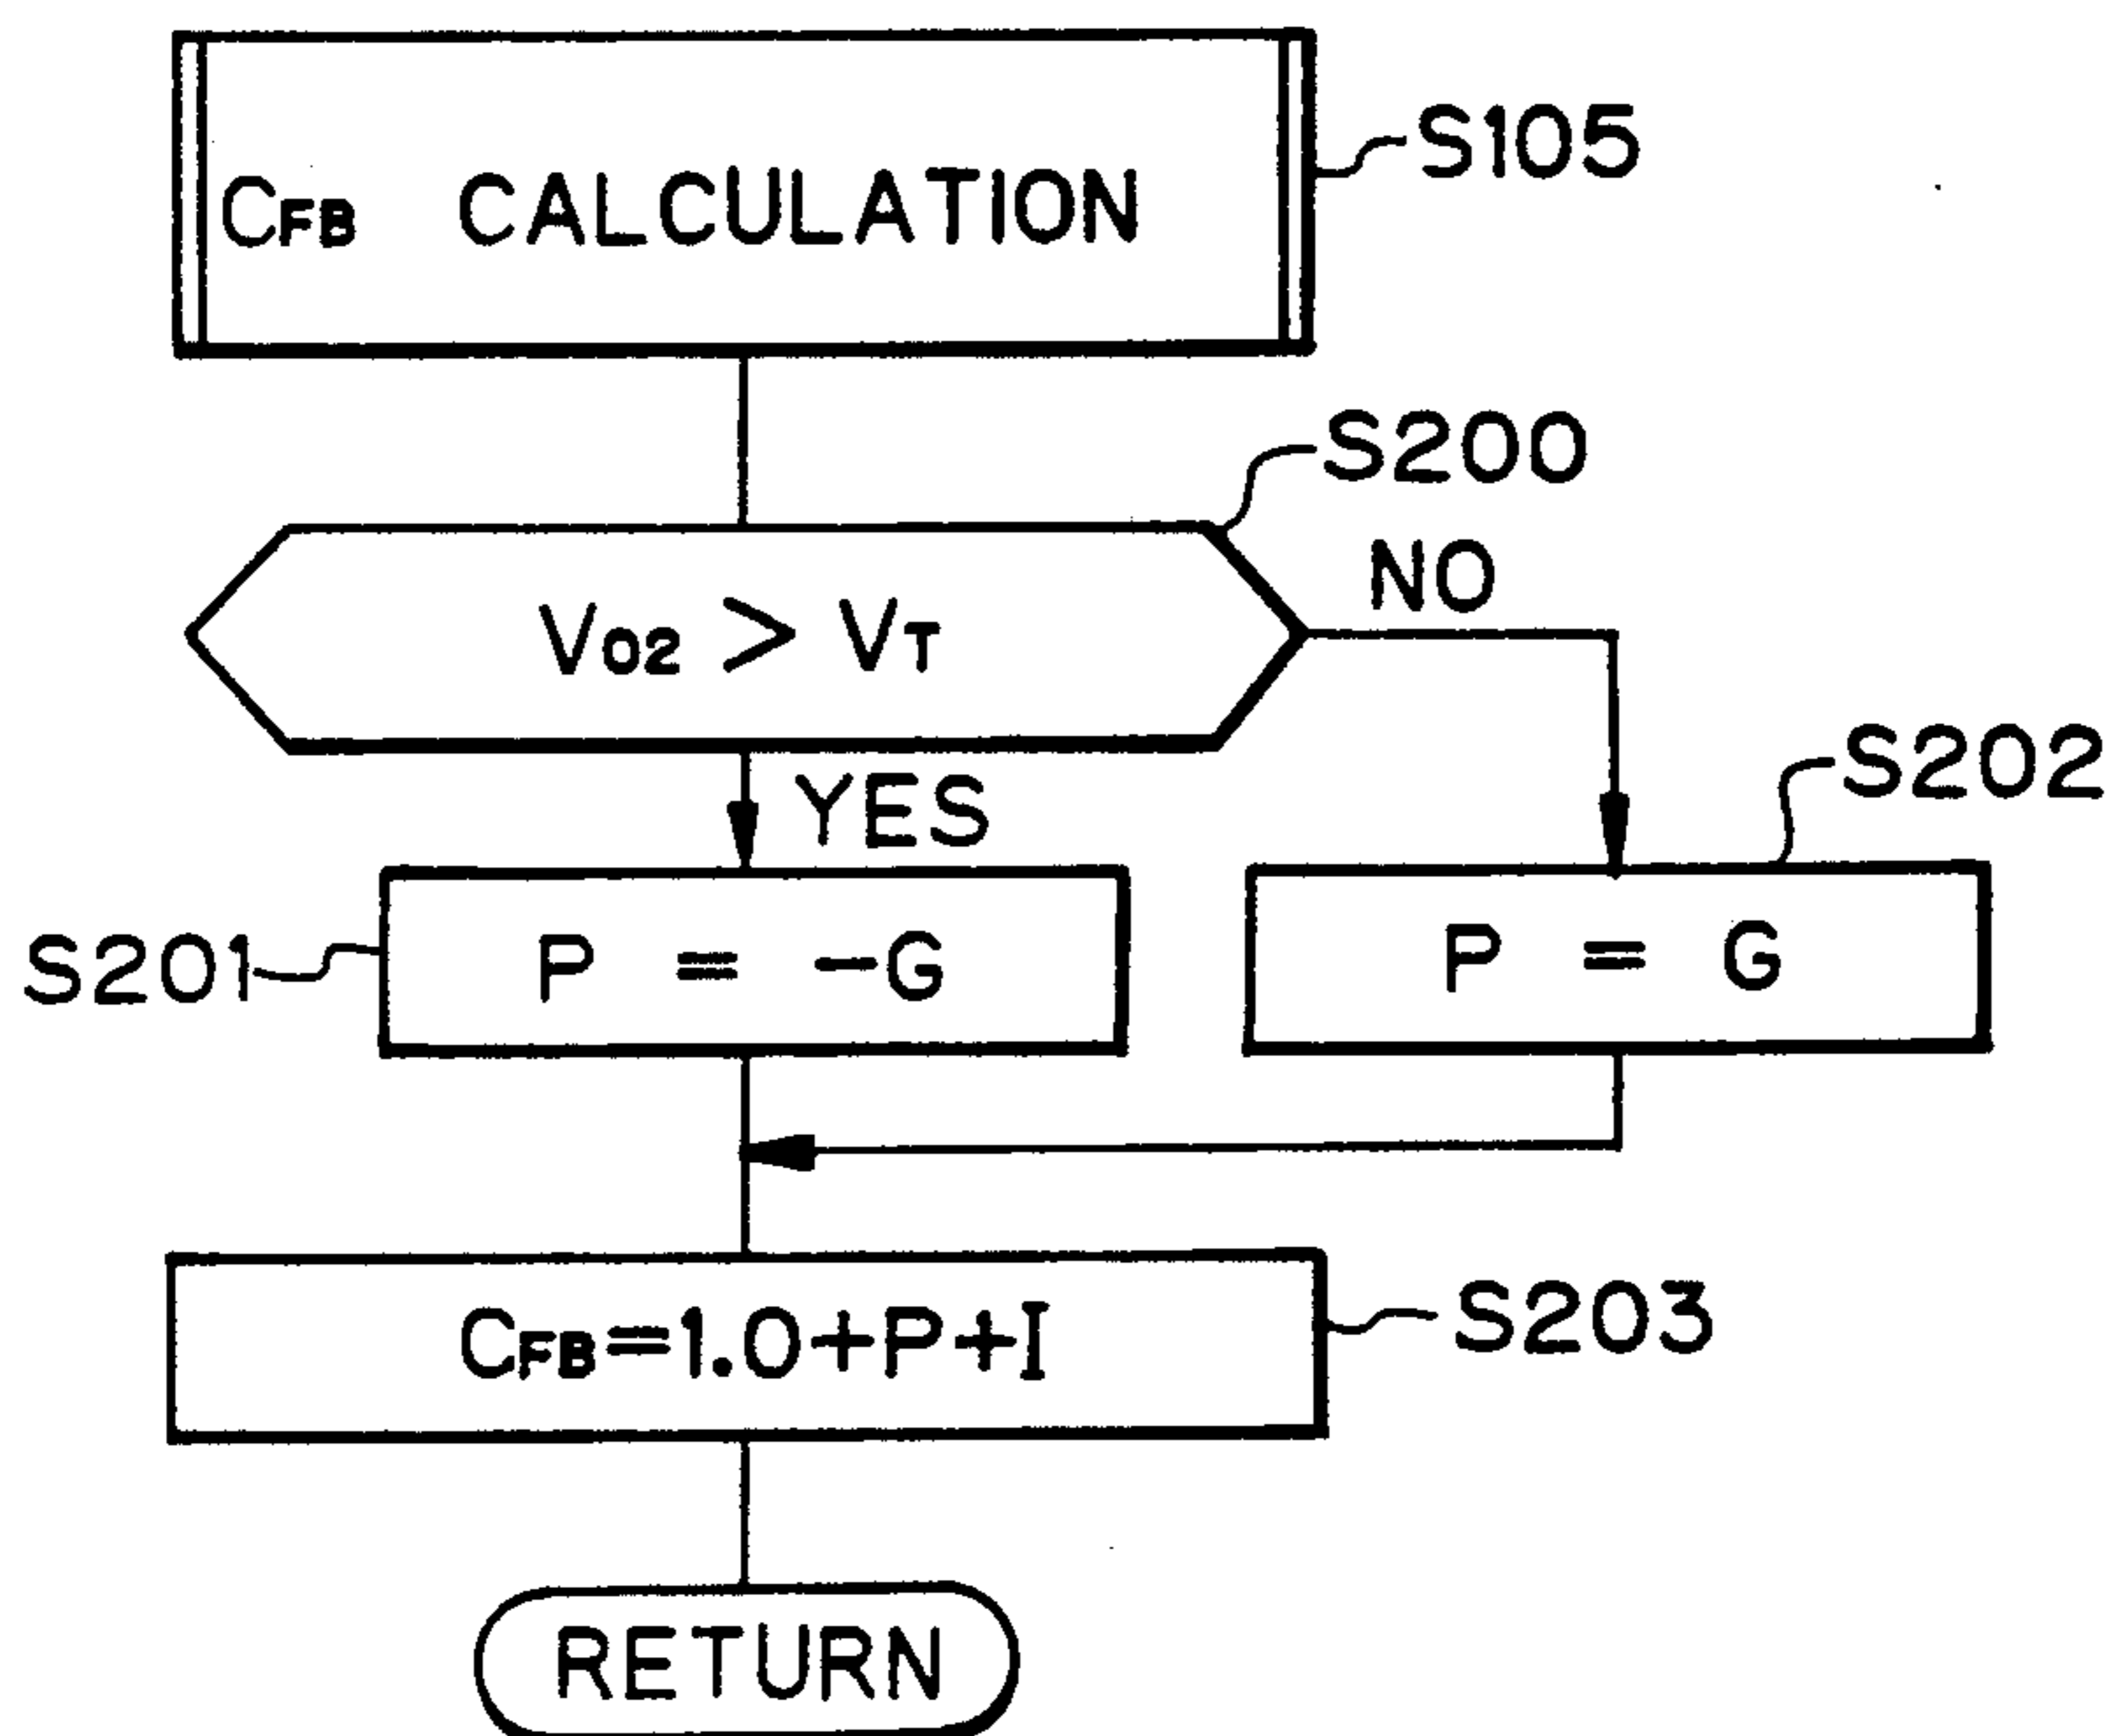 CFB CALCULATION
S105
S200
VO2 > VT
NO
YES
S202
S201
P = -G
P = G
CFB=1.0+P+I
S203
RETURN